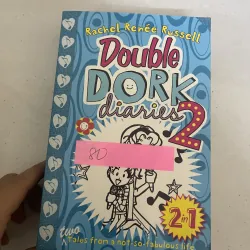 Rachel Renée Russell
Double
DORK
diaries
2
80
2 in 1
two tales from a not-so-fabulous life